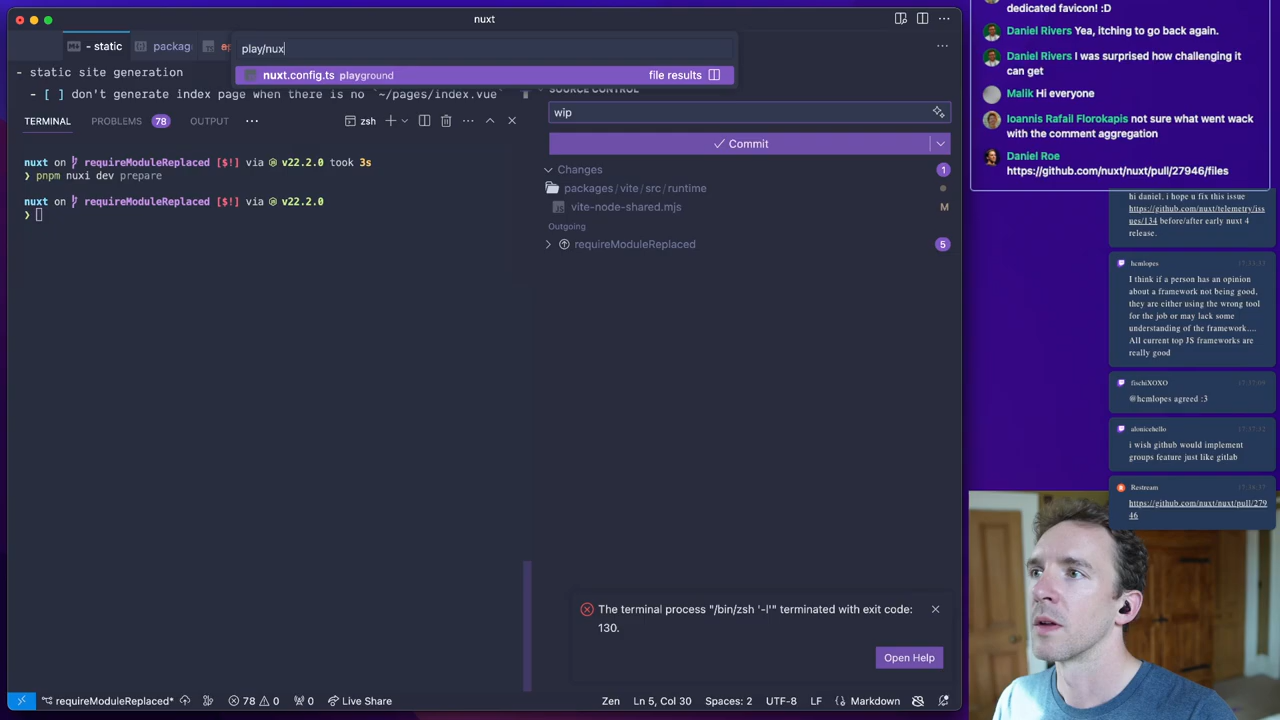 nuxt
- static
packag
play/nux
nuxt.config.ts playground
file results
- static site generation
- [ ] don't generate index page when there is no `~/pages/index.vue`
TERMINAL
PROBLEMS 78
OUTPUT
zsh
nuxt on requireModuleReplaced [$!] via v22.2.0 took 3s
❯ pnpm nuxi dev prepare
nuxt on requireModuleReplaced [$!] via v22.2.0
❯
SOURCE CONTROL
wip
Commit
Changes
1
packages / vite / src / runtime
vite-node-shared.mjs
M
Outgoing
requireModuleReplaced
5
The terminal process "/bin/zsh '-l'" terminated with exit code:
130.
Open Help
requireModuleReplaced*
78 0
0
Live Share
Zen
Ln 5, Col 30
Spaces: 2
UTF-8
LF
Markdown
dedicated favicon! :D
Daniel Rivers Yea, itching to go back again.
Daniel Rivers I was surprised how challenging it
can get
Malik Hi everyone
Ioannis Rafail Florokapis not sure what went wack
with the comment aggregation
Daniel Roe
https://github.com/nuxt/nuxt/pull/27946/files
hi daniel, i hope u fix this issue
https://github.com/nuxt/telemetry/iss
ues/134 before/after early nuxt 4
release.
hcmlopes
I think if a person has an opinion
about a framework not being good,
they are either using the wrong tool
for the job or may lack some
understanding of the framework....
All current top JS frameworks are
really good
fischiXOXO
@hcmlopes agreed :3
alonicehello
i wish github would implement
groups feature just like gitlab
Restream
https://github.com/nuxt/nuxt/pull/279
46